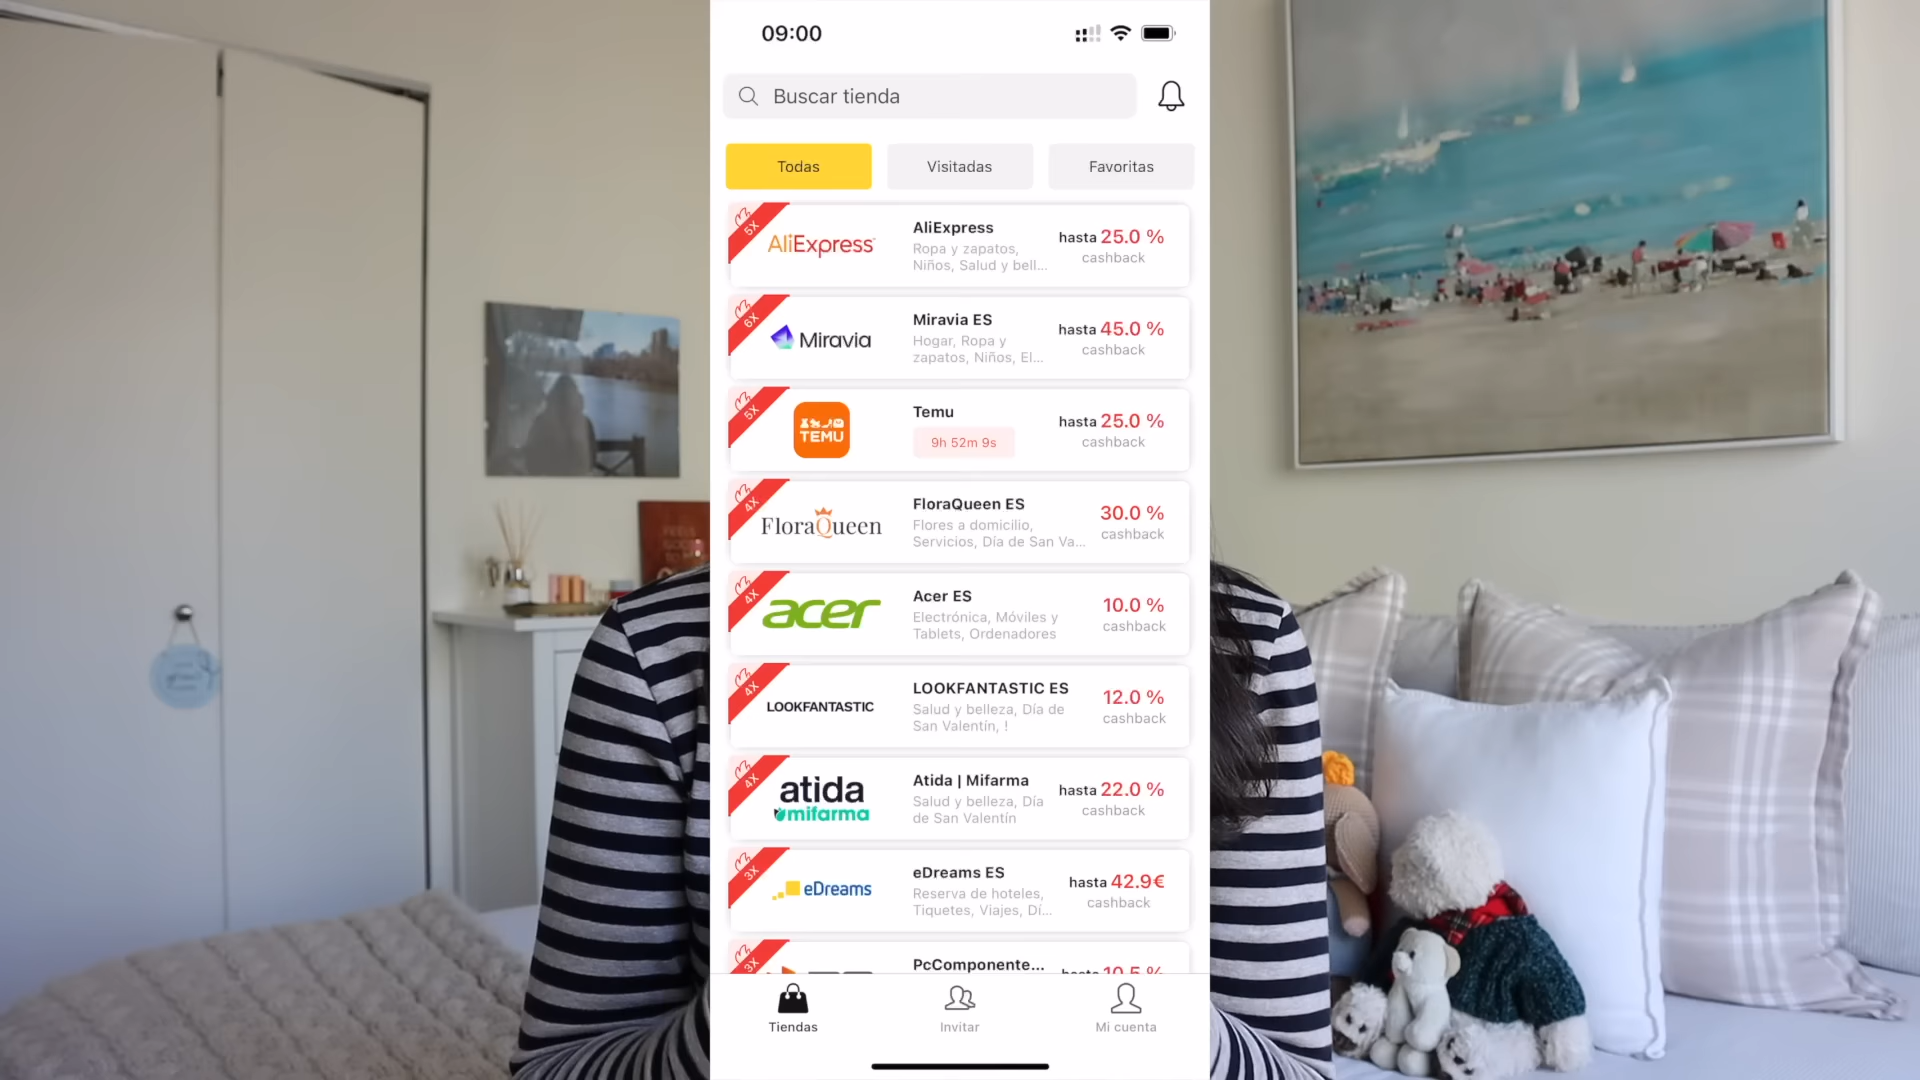 09:00
Buscar tienda
Todas
Visitadas
Favoritas
5X
AliExpress
AliExpress
Ropa y zapatos,
Niños, Salud y bell...
hasta 25.0 %
cashback
6X
Miravia
Miravia ES
Hogar, Ropa y
zapatos, Niños, El...
hasta 45.0 %
cashback
5X
TEMU
Temu
9h 52m 9s
hasta 25.0 %
cashback
4X
FloraQueen
FloraQueen ES
Flores a domicilio,
Servicios, Día de San Va...
30.0 %
cashback
4X
acer
Acer ES
Electrónica, Móviles y
Tablets, Ordenadores
10.0 %
cashback
4X
LOOKFANTASTIC
LOOKFANTASTIC ES
Salud y belleza, Día de
San Valentín, !
12.0 %
cashback
4X
atida
mifarma
Atida | Mifarma
Salud y belleza, Día
de San Valentín
hasta 22.0 %
cashback
3X
eDreams
eDreams ES
Reserva de hoteles,
Tiquetes, Viajes, Dí...
hasta 42.9€
cashback
3X
PcComponente...
hasta 10.5 %
Tiendas
Invitar
Mi cuenta